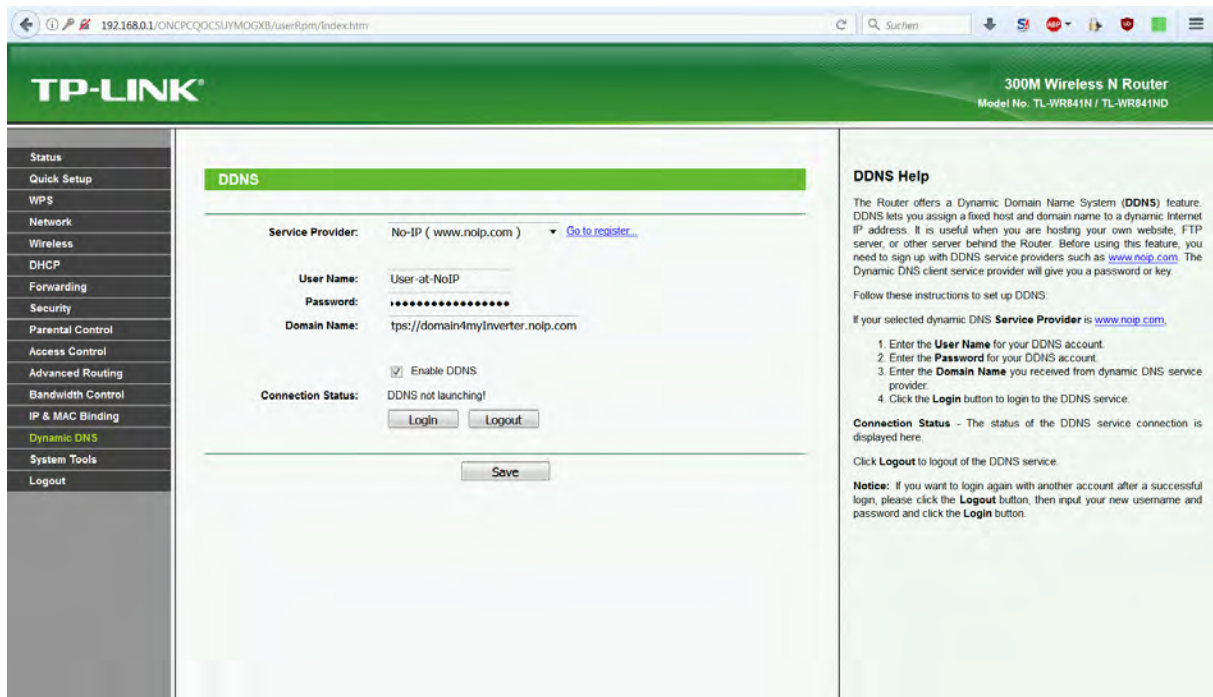 192.168.0.1/ONCPCQOCSUYMOGXB/userRpm/Index.htm
Suchen
TP-LINK®
300M Wireless N Router
Model No. TL-WR841N / TL-WR841ND
Status
Quick Setup
WPS
Network
Wireless
DHCP
Forwarding
Security
Parental Control
Access Control
Advanced Routing
Bandwidth Control
IP & MAC Binding
Dynamic DNS
System Tools
Logout
DDNS
Service Provider: No-IP ( www.noip.com ) Go to register...
User Name: User-at-NoIP
Password: •••••••••••••••••
Domain Name: tps://domain4myInverter.noip.com
Enable DDNS
Connection Status: DDNS not launching!
Login Logout
Save
DDNS Help
The Router offers a Dynamic Domain Name System (DDNS) feature.
DDNS lets you assign a fixed host and domain name to a dynamic Internet
IP address. It is useful when you are hosting your own website, FTP
server, or other server behind the Router. Before using this feature, you
need to sign up with DDNS service providers such as www.noip.com. The
Dynamic DNS client service provider will give you a password or key.
Follow these instructions to set up DDNS:
If your selected dynamic DNS Service Provider is www.noip.com,
1. Enter the User Name for your DDNS account.
2. Enter the Password for your DDNS account.
3. Enter the Domain Name you received from dynamic DNS service
provider.
4. Click the Login button to login to the DDNS service.
Connection Status - The status of the DDNS service connection is
displayed here.
Click Logout to logout of the DDNS service.
Notice: If you want to login again with another account after a successful
login, please click the Logout button, then input your new username and
password and click the Login button.